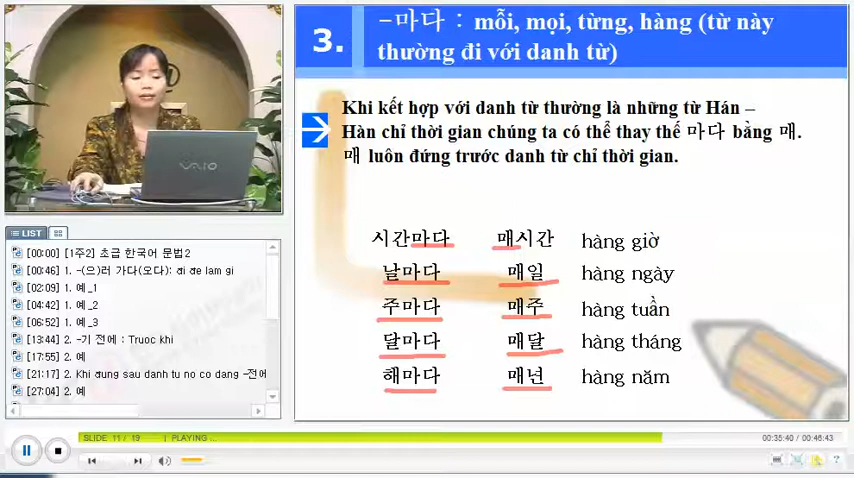 3.
-마다 : mỗi, mọi, từng, hàng (từ này
thường đi với danh từ)
Khi kết hợp với danh từ thường là những từ Hán –
Hàn chỉ thời gian chúng ta có thể thay thế 마다 bằng 매.
매 luôn đứng trước danh từ chỉ thời gian.
시간마다 매시간 hàng giờ
날마다 매일 hàng ngày
주마다 매주 hàng tuần
달마다 매달 hàng tháng
해마다 매년 hàng năm
VAIO
LIST
[00:00] [1주2] 초급 한국어 문법2
[00:46] 1. -(으)러 가다(오다): di de lam gi
[02:09] 1. 예_1
[04:42] 1. 예_2
[06:52] 1. 예_3
[13:44] 2. -기 전에 : Truoc khi
[17:55] 2. 예
[21:17] 2. Khi dung sau danh tu no co dang -전에
[27:04] 2. 예
SLIDE 11 / 19 | PLAYING ...
00:35:40 / 00:46:43